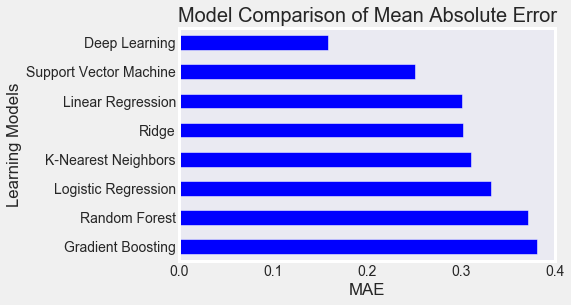 Model Comparison of Mean Absolute Error
Learning Models
Deep Learning
Support Vector Machine
Linear Regression
Ridge
K-Nearest Neighbors
Logistic Regression
Random Forest
Gradient Boosting
0.0 0.1 0.2 0.3 0.4
MAE